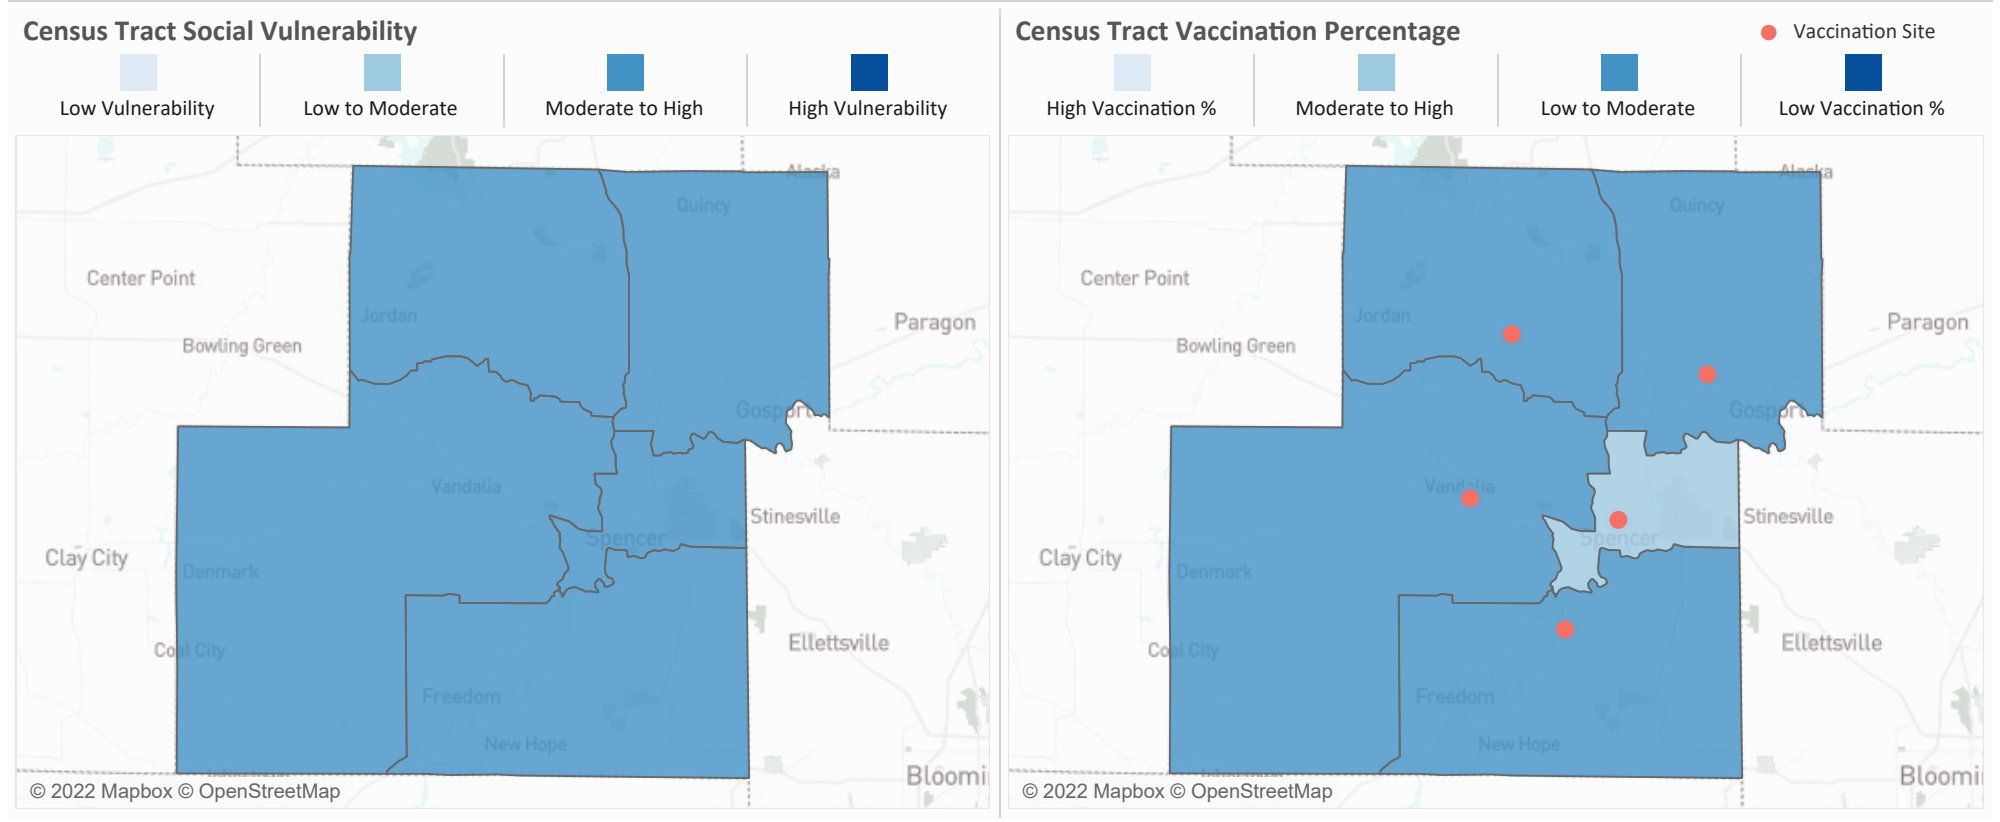 Census Tract Social Vulnerability
Low Vulnerability
Low to Moderate
Moderate to High
High Vulnerability
Alaska
Quincy
Center Point
Jordan
Paragon
Bowling Green
Gosport
Vandalia
Stinesville
Spencer
Clay City
Denmark
Ellettsville
Coal City
Freedom
New Hope
Bloomi
© 2022 Mapbox © OpenStreetMap
Census Tract Vaccination Percentage
Vaccination Site
High Vaccination %
Moderate to High
Low to Moderate
Low Vaccination %
Alaska
Quincy
Center Point
Jordan
Paragon
Bowling Green
Gosport
Vandalia
Stinesville
Spencer
Clay City
Denmark
Ellettsville
Coal City
Freedom
New Hope
Bloomi
© 2022 Mapbox © OpenStreetMap